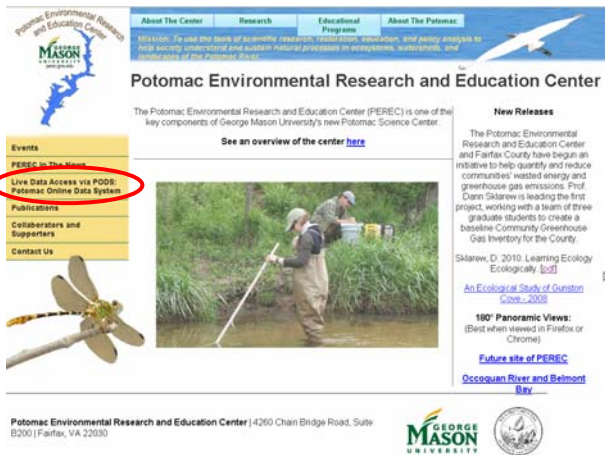 Potomac Environmental Research
and Education Center
GEORGE
MASON
UNIVERSITY
perec.gmu.edu
About The Center
Research
Educational
Programs
About The Potomac
Mission: To use the tools of scientific research, restoration, education, and policy analysis to
help society understand and sustain natural processes in ecosystems, watersheds, and
landscapes of the Potomac River.
Potomac Environmental Research and Education Center
Events
PEREC In The News
Live Data Access via PODS:
Potomac Online Data System
Publications
Collaborators and
Supporters
Contact Us
The Potomac Environmental Research and Education Center (PEREC) is one of the
key components of George Mason University's new Potomac Science Center.
See an overview of the center here
New Releases
The Potomac Environmental
Research and Education Center
and Fairfax County have begun an
initiative to help quantify and reduce
communities' wasted energy and
greenhouse gas emissions. Prof.
Dann Sklarew is leading the first
project, working with a team of three
graduate students to create a
baseline Community Greenhouse
Gas Inventory for the County.
Sklarew, D. 2010. Learning Ecology
Ecologically. [pdf]
An Ecological Study of Gunston
Cove - 2008
180° Panoramic Views:
(Best when viewed in Firefox or
Chrome)
Future site of PEREC
Occoquan River and Belmont
Bay
Potomac Environmental Research and Education Center | 4260 Chain Bridge Road, Suite
B200 | Fairfax, VA 22030
GEORGE
MASON
UNIVERSITY